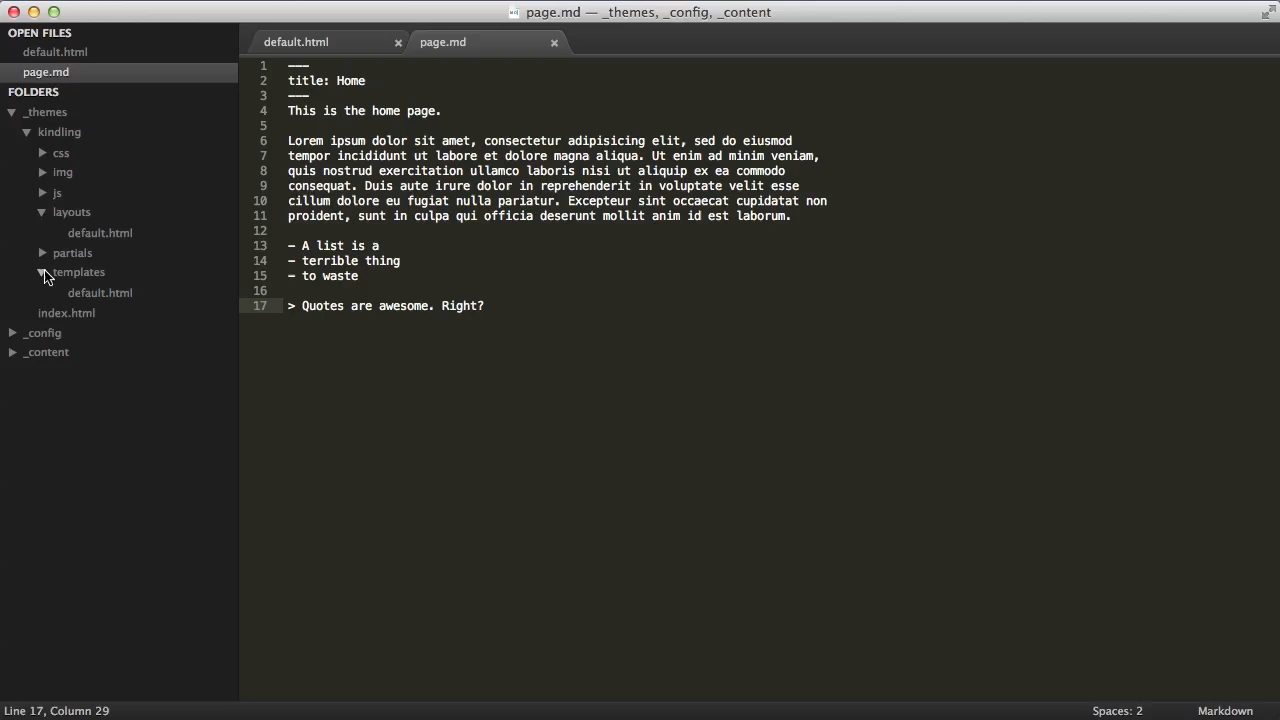 page.md — _themes, _config, _content
OPEN FILES
default.html
page.md
FOLDERS
_themes
kindling
css
img
js
layouts
default.html
partials
templates
default.html
index.html
_config
_content
default.html
page.md
1 ---
2 title: Home
3 ---
4 This is the home page.
5
6 Lorem ipsum dolor sit amet, consectetur adipisicing elit, sed do eiusmod
7 tempor incididunt ut labore et dolore magna aliqua. Ut enim ad minim veniam,
8 quis nostrud exercitation ullamco laboris nisi ut aliquip ex ea commodo
9 consequat. Duis aute irure dolor in reprehenderit in voluptate velit esse
10 cillum dolore eu fugiat nulla pariatur. Excepteur sint occaecat cupidatat non
11 proident, sunt in culpa qui officia deserunt mollit anim id est laborum.
12
13 - A list is a
14 - terrible thing
15 - to waste
16
17 > Quotes are awesome. Right?
Line 17, Column 29
Spaces: 2
Markdown